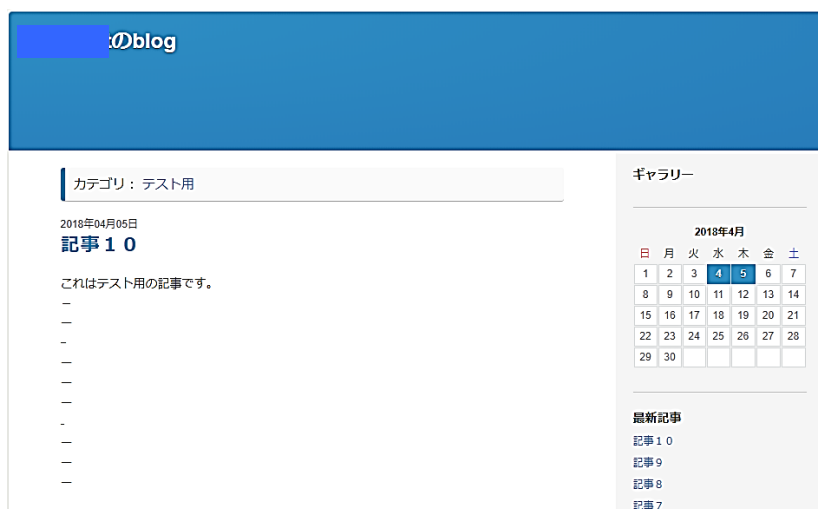 のblog
カテゴリ： テスト用
2018年04月05日
記事１０
これはテスト用の記事です。
－
－
-
－
－
－
-
－
－
－
ギャラリー
2018年4月
日 月 火 水 木 金 土
1 2 3 4 5 6 7
8 9 10 11 12 13 14
15 16 17 18 19 20 21
22 23 24 25 26 27 28
29 30
最新記事
記事１０
記事９
記事８
記事７